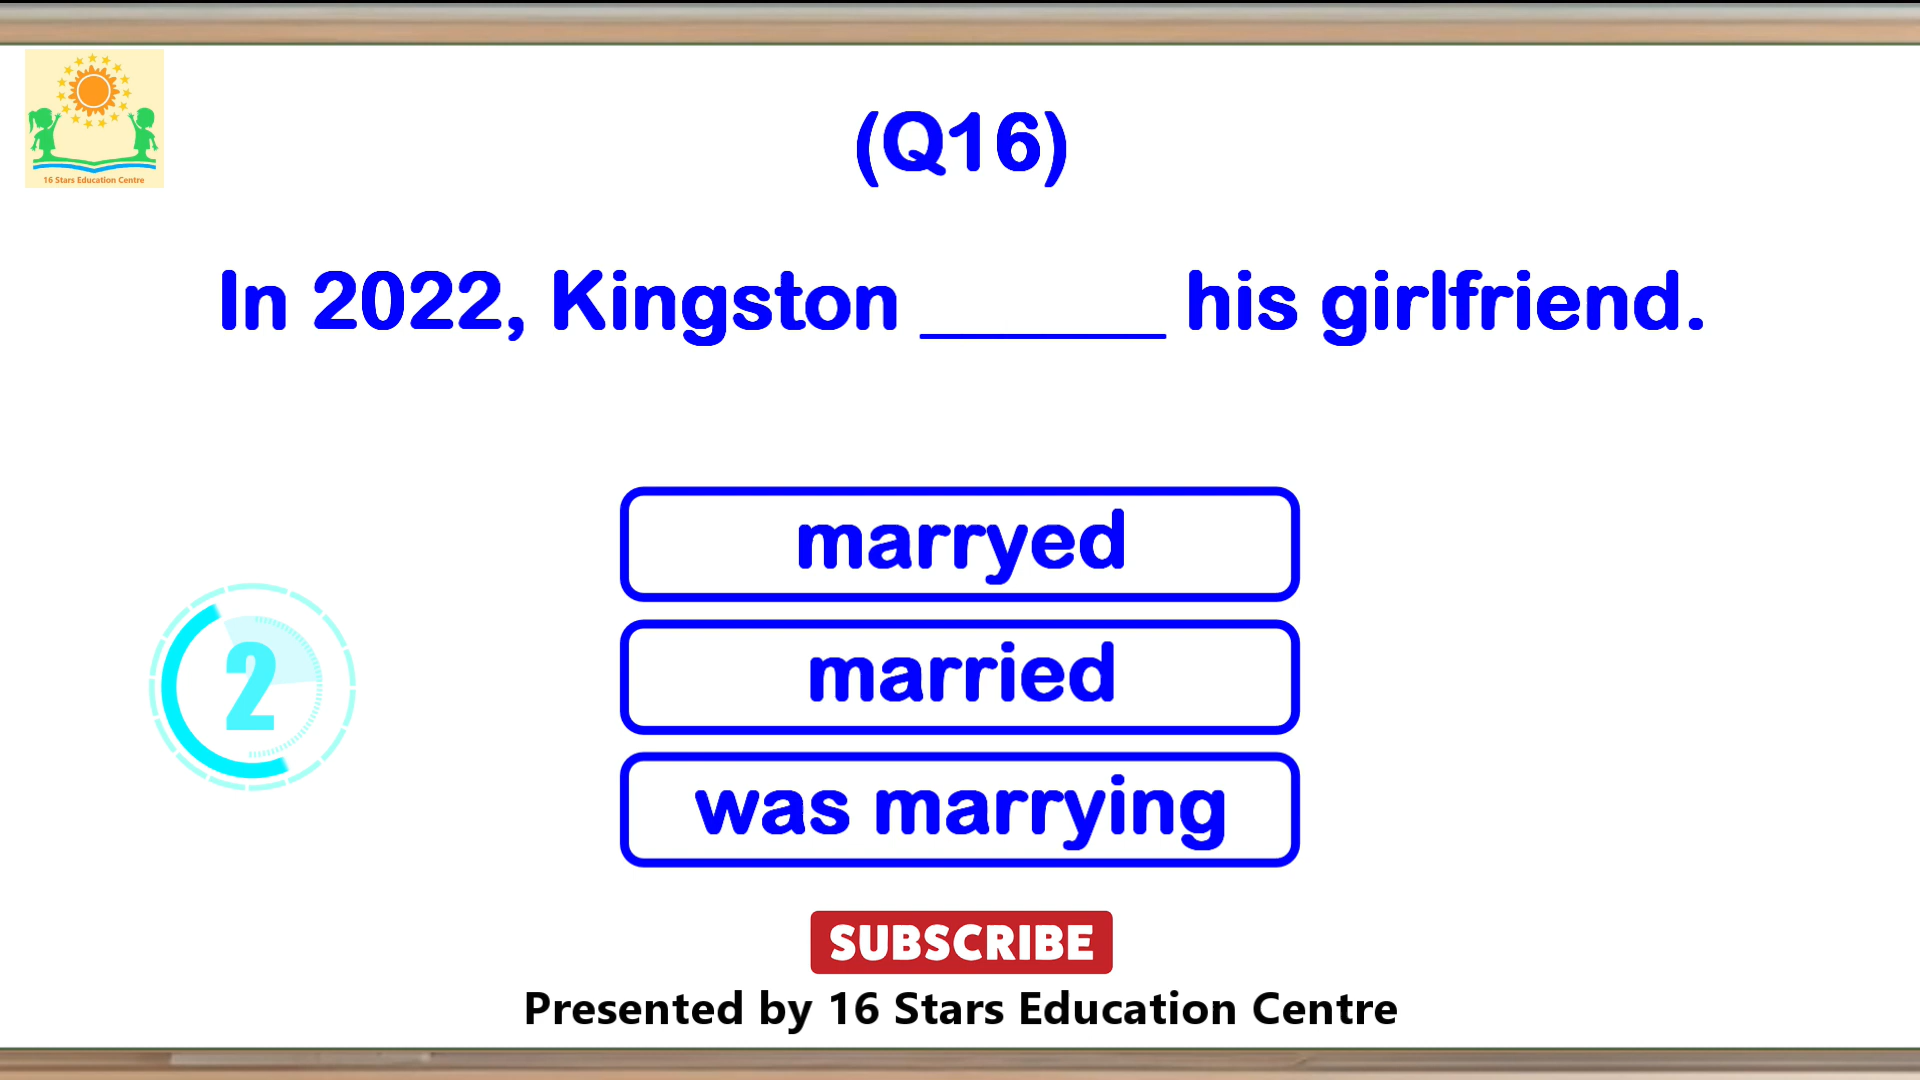 16 Stars Education Centre
(Q16)
In 2022, Kingston ______ his girlfriend.
marryed
married
2
was marrying
SUBSCRIBE
Presented by 16 Stars Education Centre